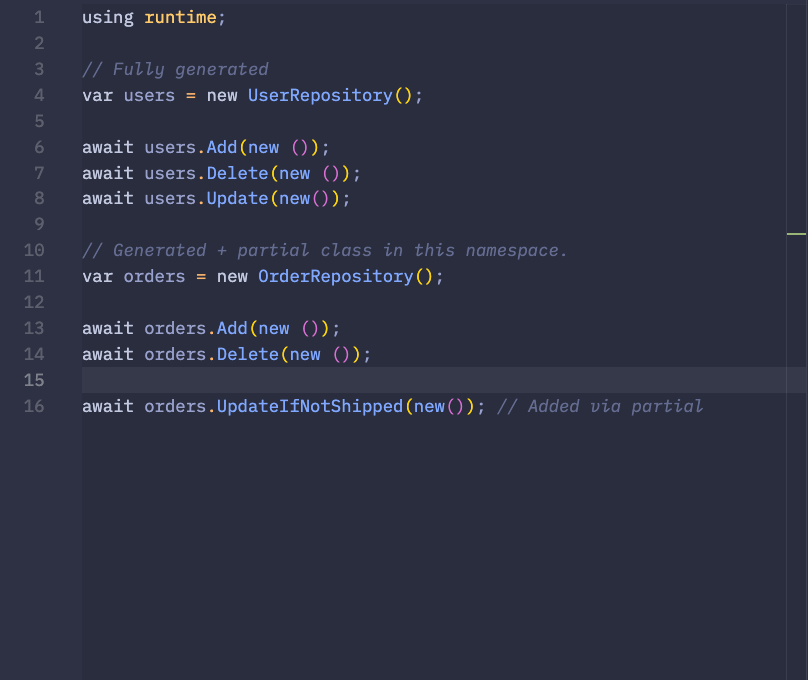 1 using runtime;
2
3 // Fully generated
4 var users = new UserRepository();
5
6 await users.Add(new ());
7 await users.Delete(new ());
8 await users.Update(new());
9
10 // Generated + partial class in this namespace.
11 var orders = new OrderRepository();
12
13 await orders.Add(new ());
14 await orders.Delete(new ());
15
16 await orders.UpdateIfNotShipped(new()); // Added via partial